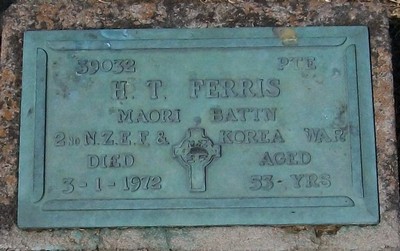 39032 PTE
H. T. FERRIS
MAORI BATTN
2ND N.Z.E.F & KOREA WAR
DIED AGED
3-1-1972 53-YRS